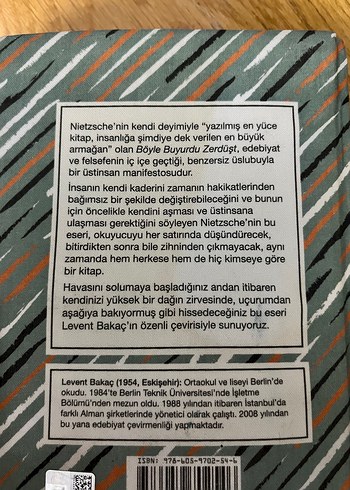 Nietzsche'nin kendi deyimiyle "yazılmış en yüce
kitap, insanlığa şimdiye dek verilen en büyük
armağan" olan Böyle Buyurdu Zerdüşt, edebiyat
ve felsefenin iç içe geçtiği, benzersiz üslubuyla
bir üstinsan manifestosudur.
İnsanın kendi kaderini zamanın hakikatlerinden
bağımsız bir şekilde değiştirebileceğini ve bunun
için öncelikle kendini aşması ve üstinsana
ulaşması gerektiğini söyleyen Nietzsche'nin bu
eseri, okuyucuyu her satırında düşündürecek,
bitirdikten sonra bile zihninden çıkmayacak, aynı
zamanda hem herkese hem de hiç kimseye göre
bir kitap.
Havasını solumaya başladığınız andan itibaren
kendinizi yüksek bir dağın zirvesinde, uçurumdan
aşağıya bakıyormuş gibi hissedeceğiniz bu eseri
Levent Bakaç'ın özenli çevirisiyle sunuyoruz.
Levent Bakaç (1954, Eskişehir): Ortaokul ve liseyi Berlin'de
okudu. 1984'te Berlin Teknik Üniversitesi'nde İşletme
Bölümü'nden mezun oldu. 1988 yılından itibaren İstanbul'da
farklı Alman şirketlerinde yönetici olarak çalıştı. 2008 yılından
bu yana edebiyat çevirmenliği yapmaktadır.
ISBN: 978-605-9702-54-6